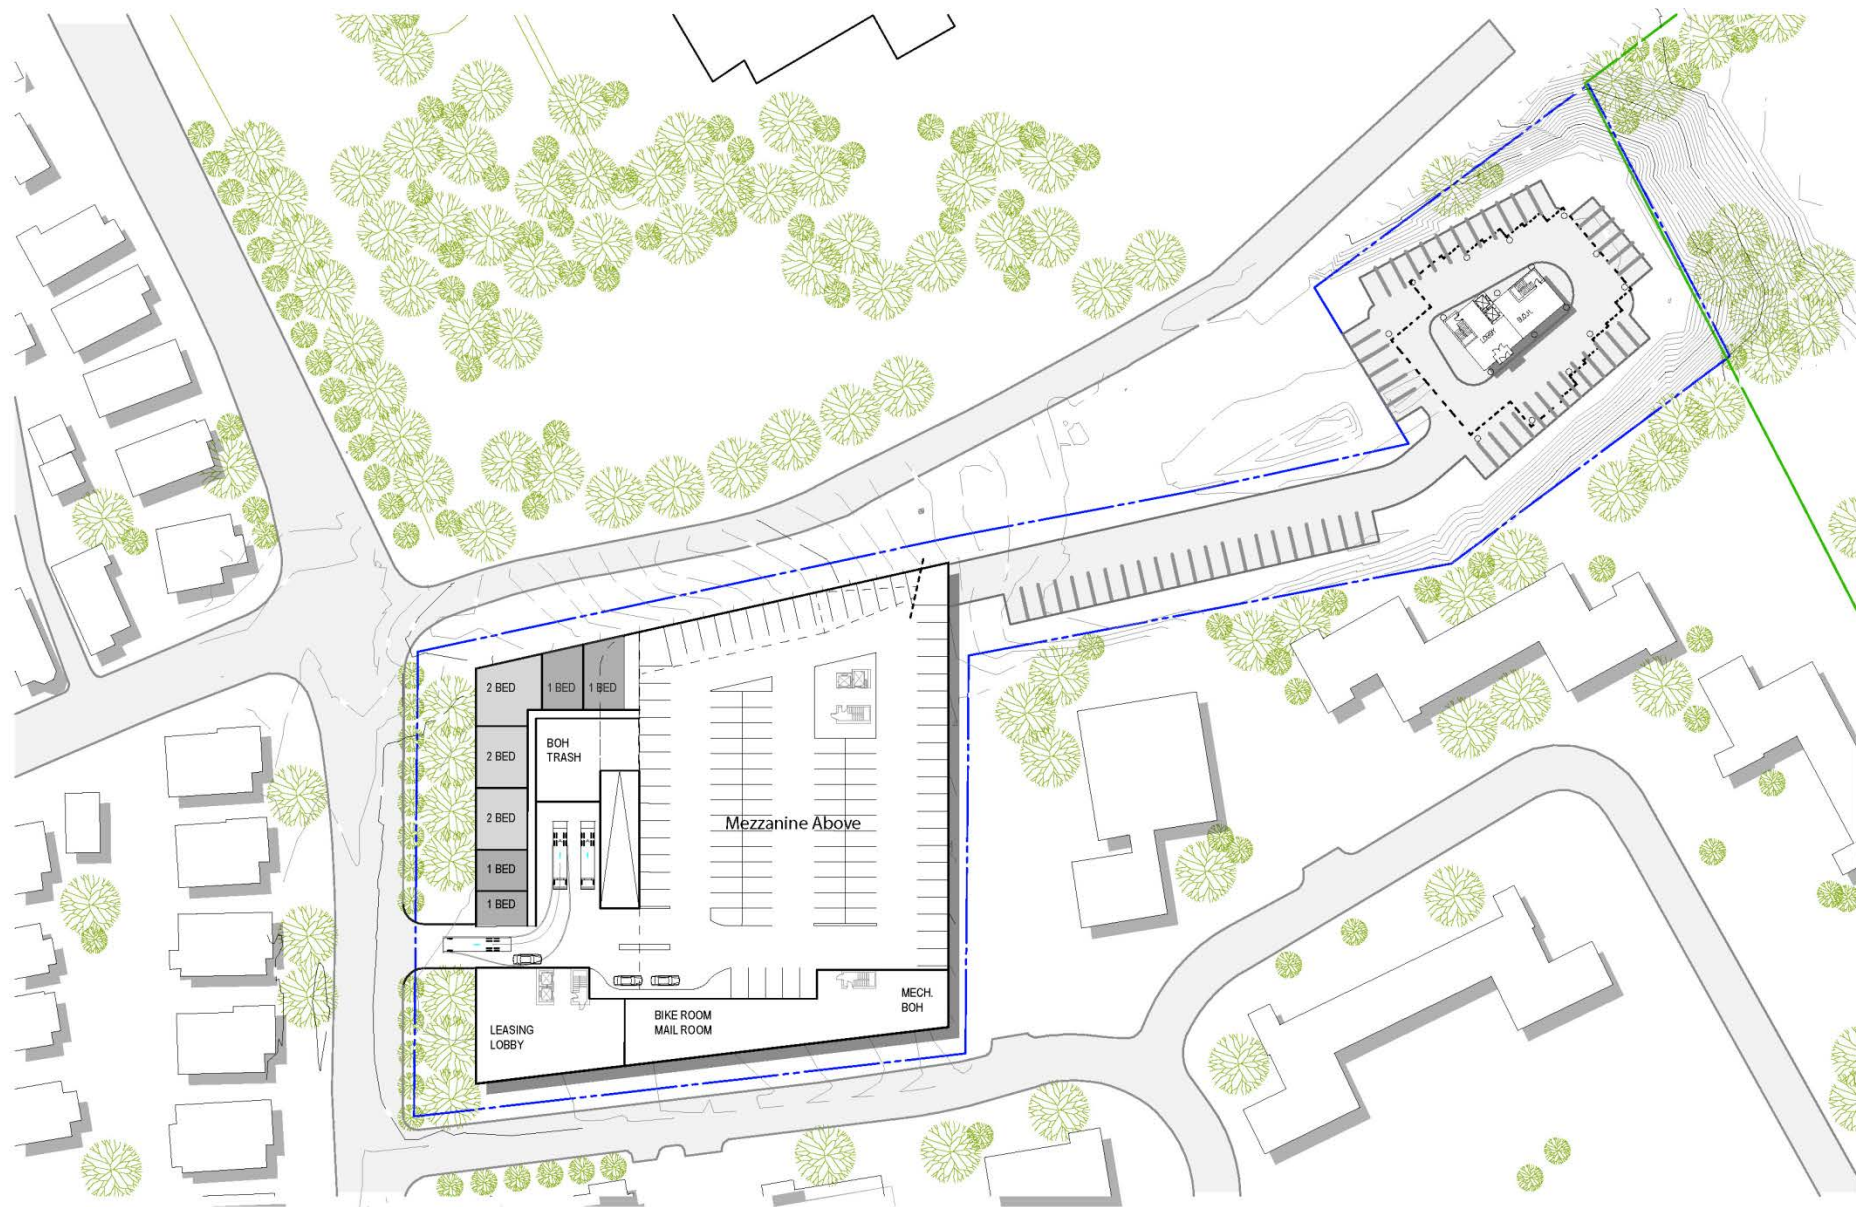 LOBBY
B.O.H.
2 BED
1 BED
1 BED
2 BED
BOH
TRASH
2 BED
Mezzanine Above
1 BED
1 BED
MECH.
BOH
BIKE ROOM
MAIL ROOM
LEASING
LOBBY